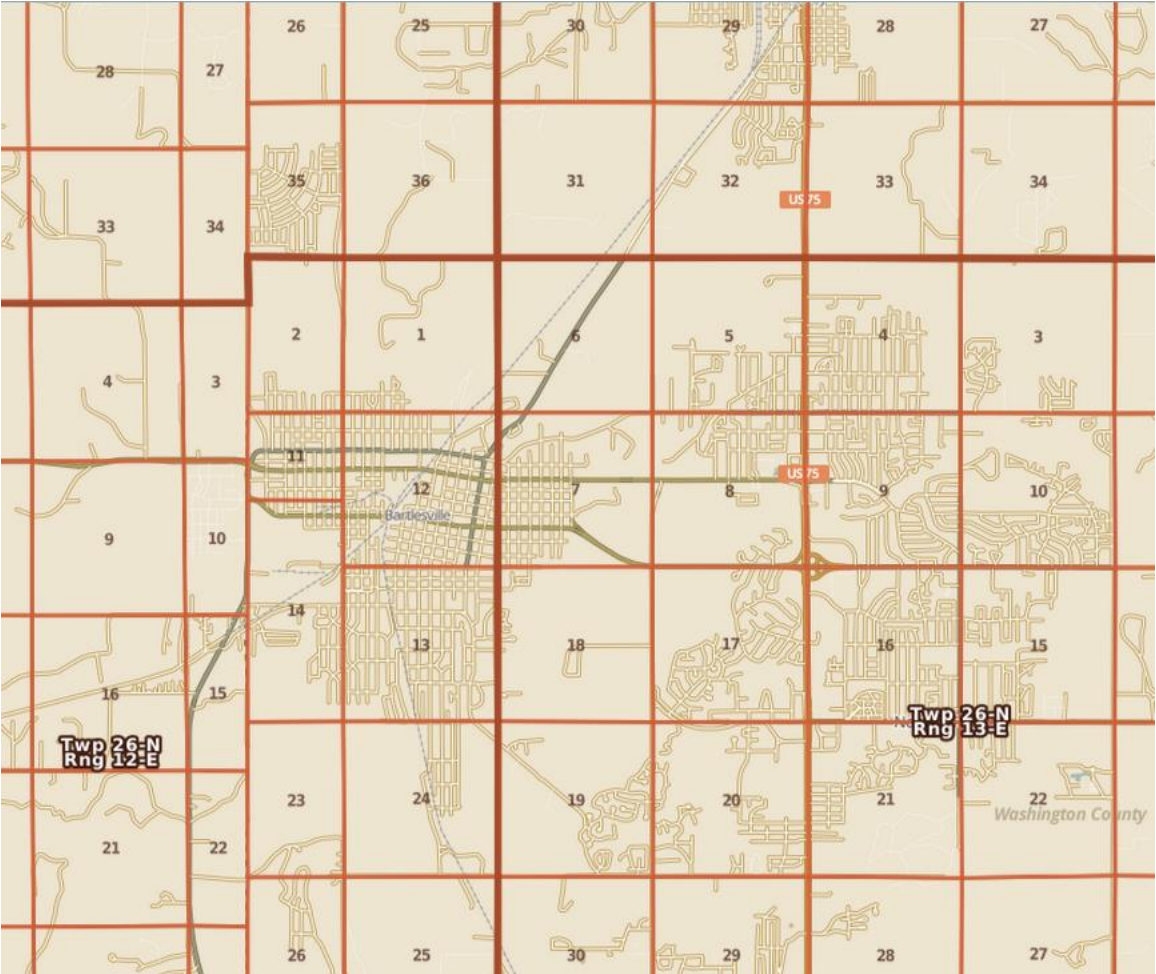 26 25 30 29 28 27
28 27
35 36 31 32 33 34
US 75
33 34
2 1 6 5 4 3
4 3
11
US 75
12 7 8 9 10
Bartlesville
9 10
14
13 18 17 16 15
16 15
Twp 26-N
Rng 13-E
Twp 26-N
Rng 12-E
23 24 19 20 21 22
Washington County
21 22
26 25 30 29 28 27